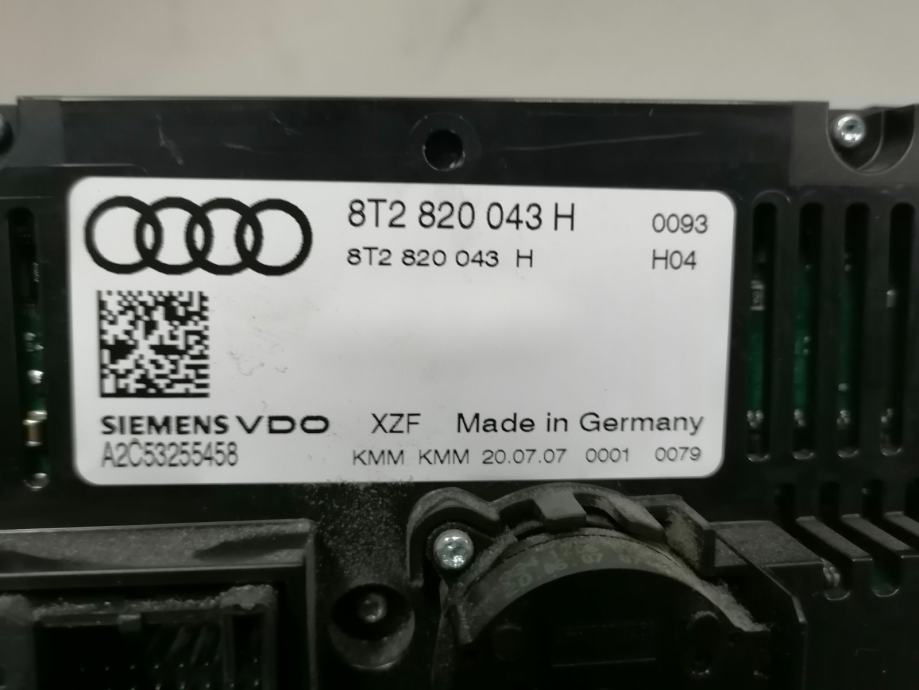 8T2 820 043 H 0093
8T2 820 043 H H04
SIEMENS VDO XZF Made in Germany
A2C53255458 KMM KMM 20.07.07 0001 0079